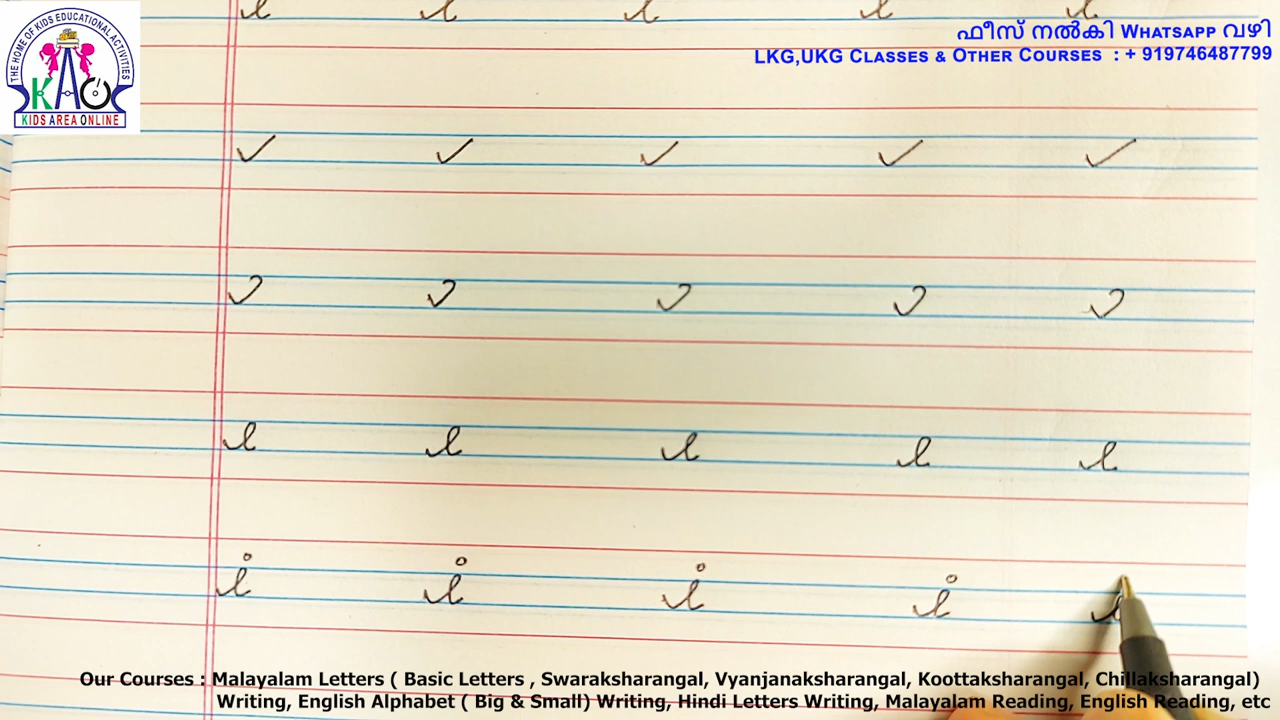 THE HOME OF KIDS EDUCATIONAL ACTIVITIES
KAO
KIDS AREA ONLINE
ഫീസ് നൽകി WHATSAPP വഴി
LKG,UKG CLASSES & OTHER COURSES : + 919746487799
✓ ✓ ✓ ✓ ✓
i i i i
Our Courses : Malayalam Letters ( Basic Letters , Swaraksharangal, Vyanjanaksharangal, Koottaksharangal, Chillaksharangal)
Writing, English Alphabet ( Big & Small) Writing, Hindi Letters Writing, Malayalam Reading, English Reading, etc